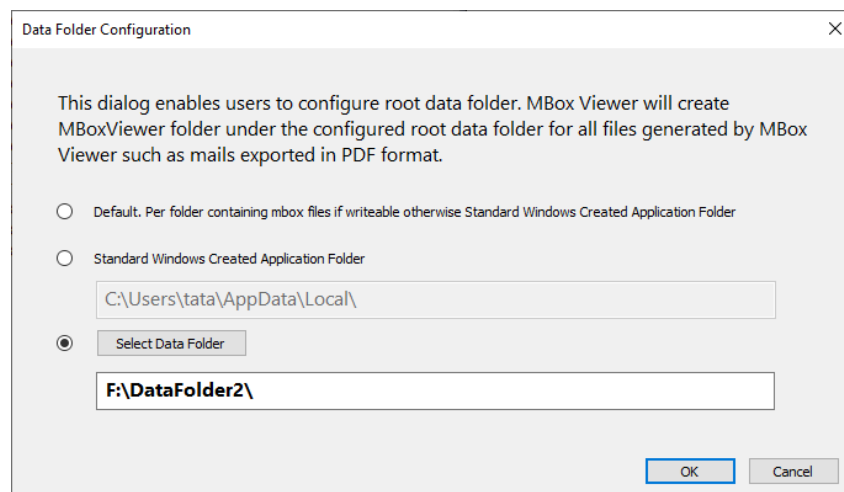 Data Folder Configuration
This dialog enables users to configure root data folder. MBox Viewer will create
MBoxViewer folder under the configured root data folder for all files generated by MBox
Viewer such as mails exported in PDF format.
Default. Per folder containing mbox files if writeable otherwise Standard Windows Created Application Folder
Standard Windows Created Application Folder
C:\Users\tata\AppData\Local\
Select Data Folder
F:\DataFolder2\
OK Cancel